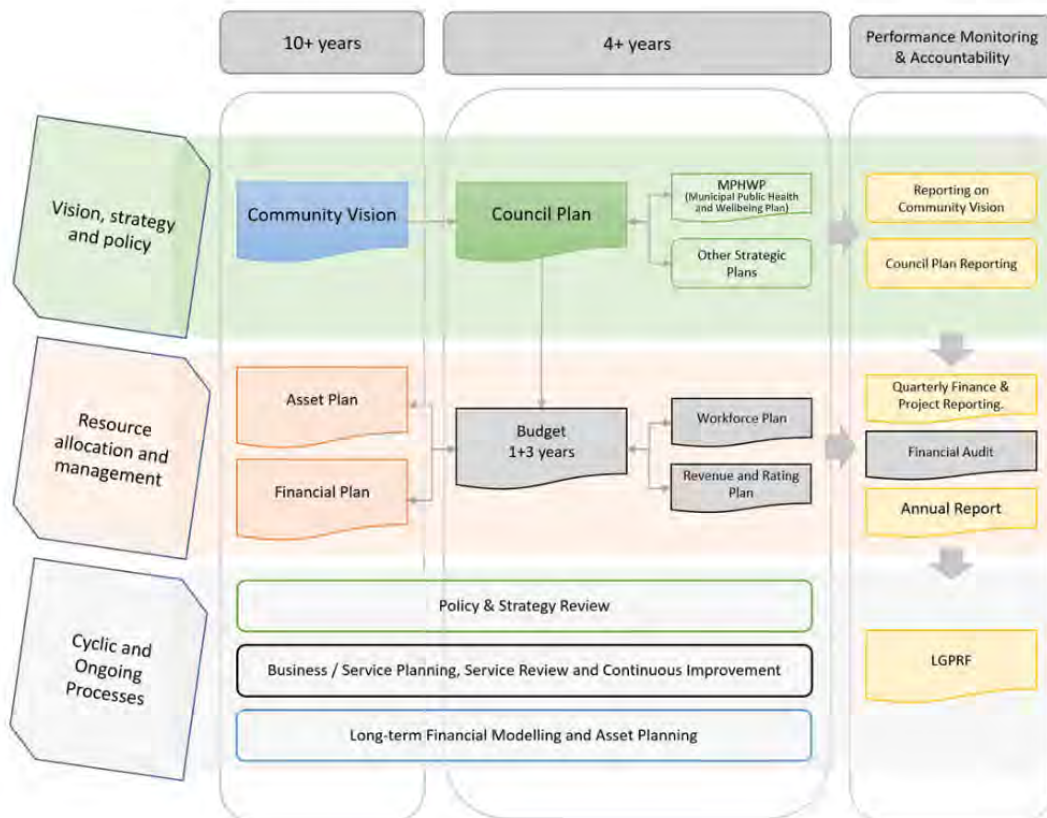 10+ years
4+ years
Performance Monitoring
& Accountability
Vision, strategy
and policy
Community Vision
Council Plan
MPHWP
(Municipal Public Health
and Wellbeing Plan)
Other Strategic
Plans
Reporting on
Community Vision
Council Plan Reporting
Resource
allocation and
management
Asset Plan
Financial Plan
Budget
1+3 years
Workforce Plan
Revenue and Rating
Plan
Quarterly Finance &
Project Reporting.
Financial Audit
Annual Report
Cyclic and
Ongoing
Processes
Policy & Strategy Review
Business / Service Planning, Service Review and Continuous Improvement
Long-term Financial Modelling and Asset Planning
LGPRF